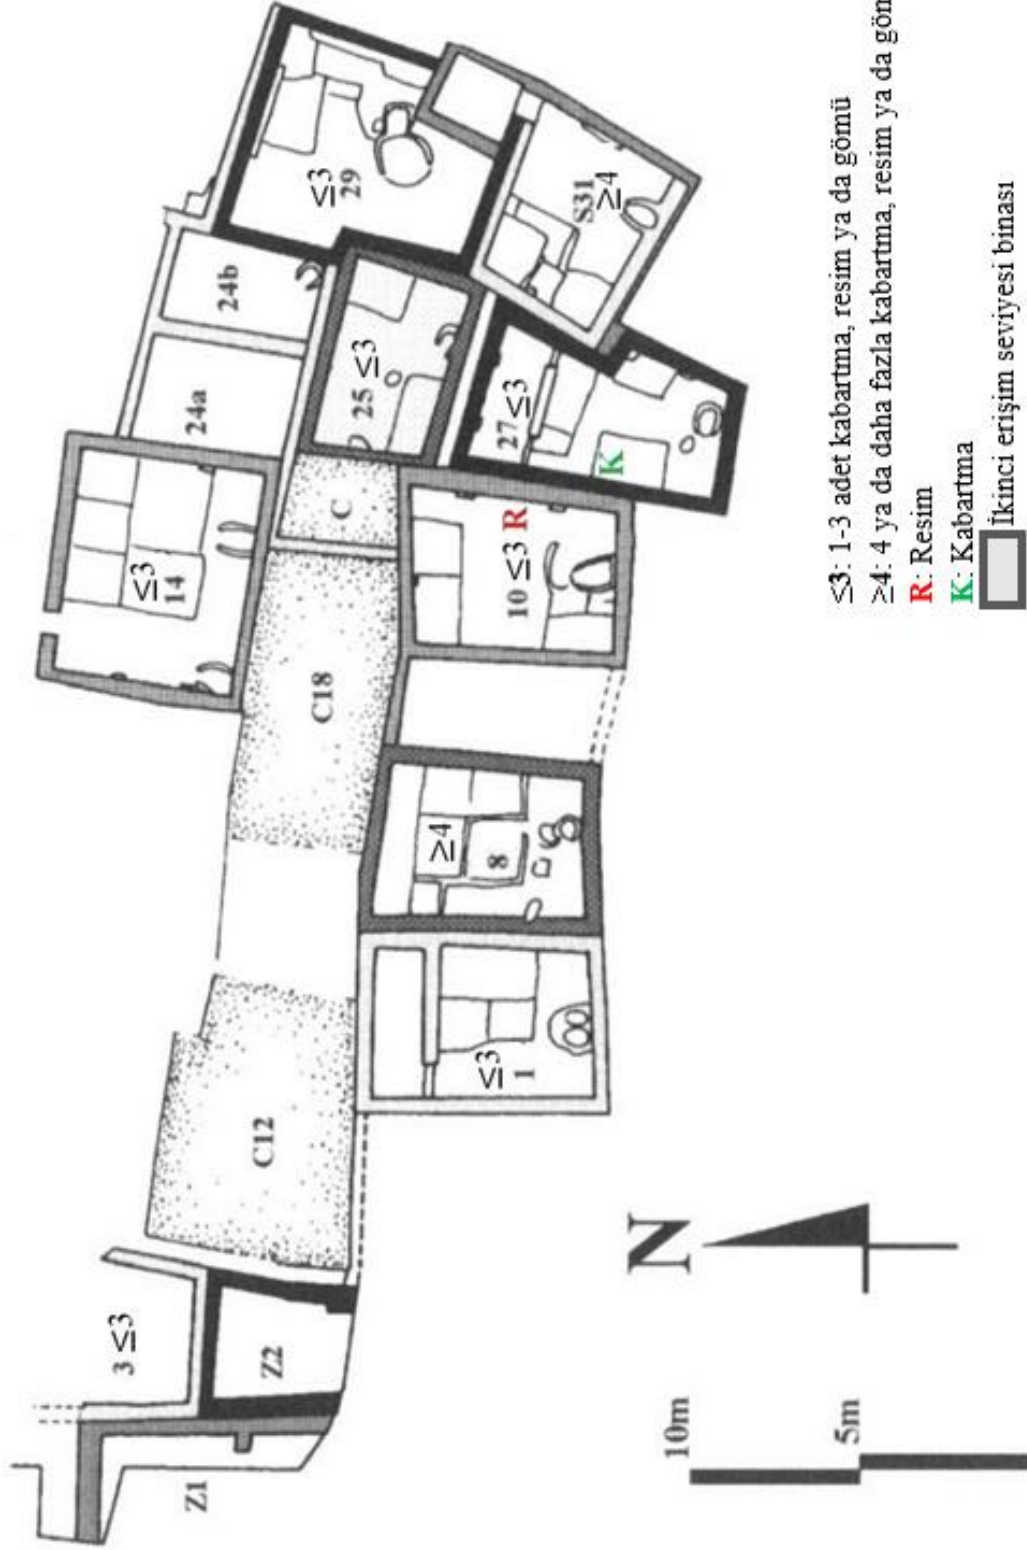 Z1
3 ≤3
Z2
C12
C18
C
14
≤3
24a
24b
≤3
29
25 ≤3
S31
≥4
27 ≤3
K
10 ≤3 R
≥4
8
≤3
1
N
10m
5m
≤3: 1-3 adet kabartma, resim ya da gömü
≥4: 4 ya da daha fazla kabartma, resim ya da
R: Resim
K: Kabartma
İkinci erişim seviyesi binası